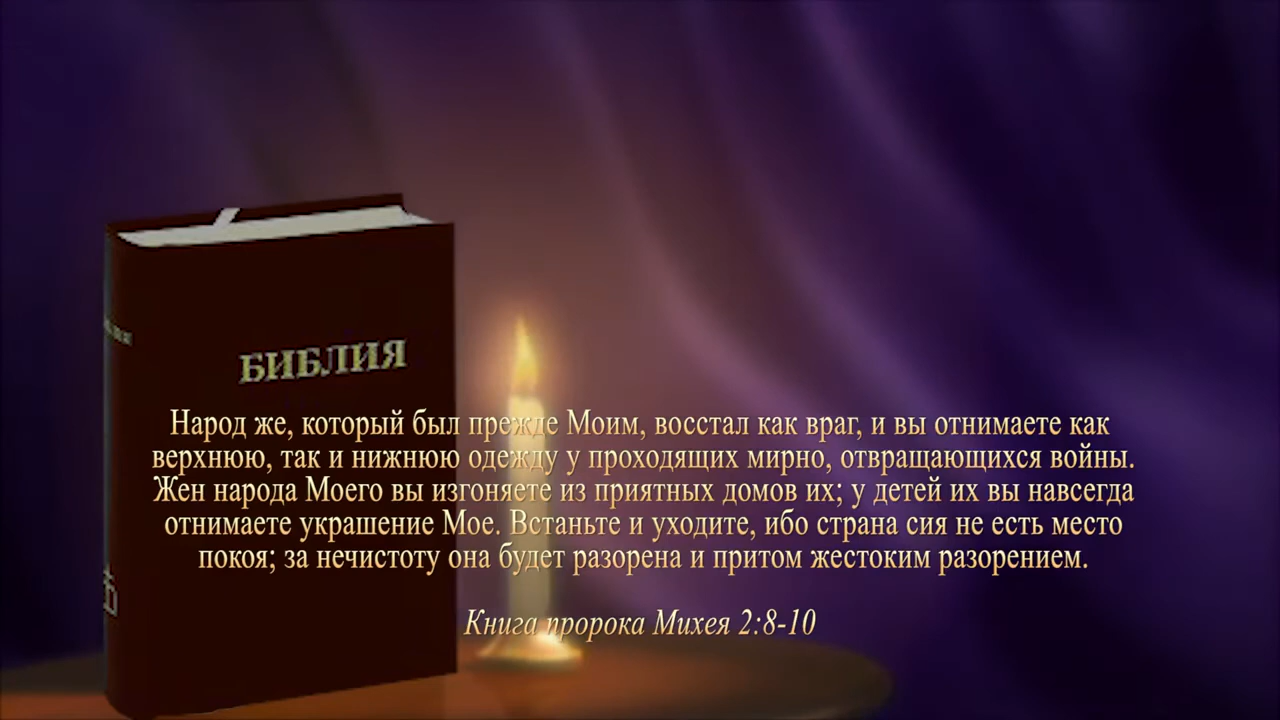 БИБЛИЯ
Народ же, который был прежде Моим, восстал как враг, и вы отнимаете как
верхнюю, так и нижнюю одежду у проходящих мирно, отвращающихся войны.
Жен народа Моего вы изгоняете из приятных домов их; у детей их вы навсегда
отнимаете украшение Мое. Встаньте и уходите, ибо страна сия не есть место
покоя; за нечистоту она будет разорена и притом жестоким разорением.
Книга пророка Михея 2:8-10